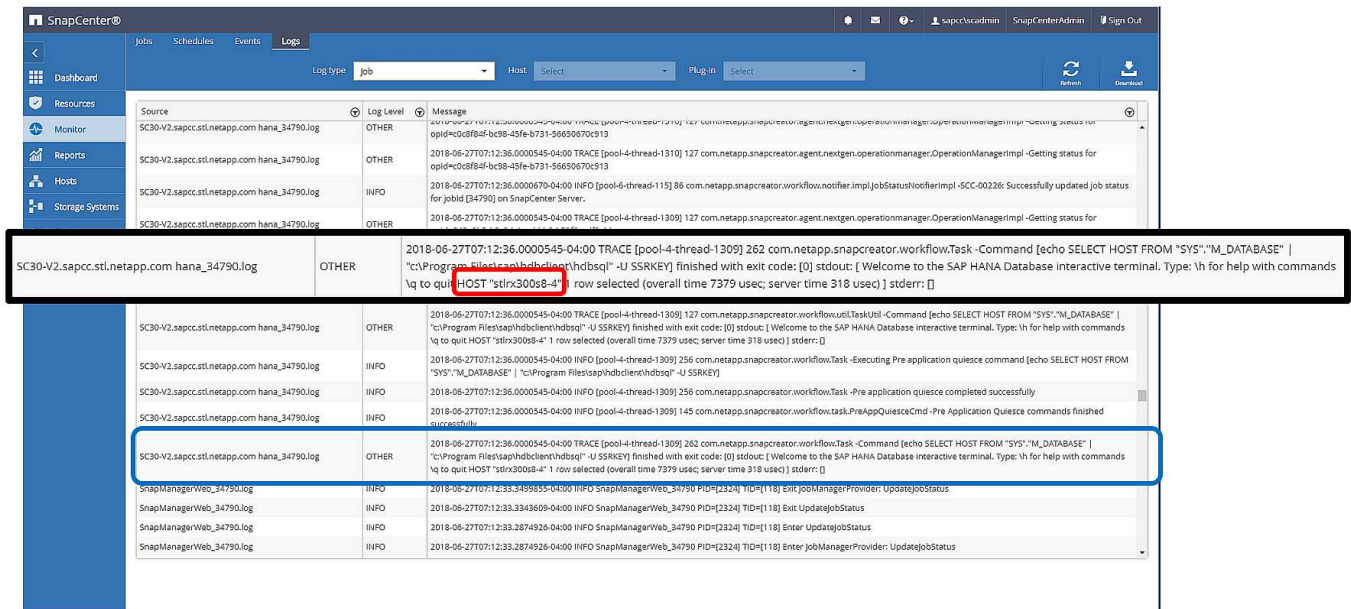 SnapCenter®
sapcc\scadmin SnapCenterAdmin Sign Out
Jobs Schedules Events Logs
Log type Job Host Select Plug-in Select
Refresh Download
Dashboard
Resources
Monitor
Reports
Hosts
Storage Systems
Source Log Level Message
SC30-V2.sapcc.stl.netapp.com hana_34790.log OTHER
opId=c0c8f84f-bc98-45fe-b731-56650670c913
SC30-V2.sapcc.stl.netapp.com hana_34790.log OTHER 2018-06-27T07:12:36.0000545-04:00 TRACE [pool-4-thread-1310] 127 com.netapp.snapcreator.agent.nextgen.operationmanager.OperationManagerImpl -Getting status for
opId=c0c8f84f-bc98-45fe-b731-56650670c913
SC30-V2.sapcc.stl.netapp.com hana_34790.log INFO 2018-06-27T07:12:36.0000670-04:00 INFO [pool-6-thread-115] 86 com.netapp.snapcreator.workflow.notifier.impl.JobStatusNotifierImpl -SCC-00226: Successfully updated job status
for jobId [34790] on SnapCenter Server.
SC30-V2.sapcc.stl.netapp.com hana_34790.log OTHER 2018-06-27T07:12:36.0000545-04:00 TRACE [pool-4-thread-1309] 127 com.netapp.snapcreator.agent.nextgen.operationmanager.OperationManagerImpl -Getting status for
SC30-V2.sapcc.stl.netapp.com hana_34790.log OTHER 2018-06-27T07:12:36.0000545-04:00 TRACE [pool-4-thread-1309] 262 com.netapp.snapcreator.workflow.Task -Command [echo SELECT HOST FROM "SYS"."M_DATABASE" |
"c:\Program Files\sap\hdbclient\hdbsql" -U SSRKEY] finished with exit code: [0] stdout: [ Welcome to the SAP HANA Database interactive terminal. Type: \h for help with commands
\q to quit HOST "stlrx300s8-4" 1 row selected (overall time 7379 usec; server time 318 usec) ] stderr: []
SC30-V2.sapcc.stl.netapp.com hana_34790.log OTHER 2018-06-27T07:12:36.0000545-04:00 TRACE [pool-4-thread-1309] 127 com.netapp.snapcreator.workflow.util.TaskUtil -Command [echo SELECT HOST FROM "SYS"."M_DATABASE" |
"c:\Program Files\sap\hdbclient\hdbsql" -U SSRKEY] finished with exit code: [0] stdout: [ Welcome to the SAP HANA Database interactive terminal. Type: \h for help with commands
\q to quit HOST "stlrx300s8-4" 1 row selected (overall time 7379 usec; server time 318 usec) ] stderr: []
SC30-V2.sapcc.stl.netapp.com hana_34790.log INFO 2018-06-27T07:12:36.0000545-04:00 INFO [pool-4-thread-1309] 256 com.netapp.snapcreator.workflow.Task -Executing Pre application quiesce command [echo SELECT HOST FROM
"SYS"."M_DATABASE" | "c:\Program Files\sap\hdbclient\hdbsql" -U SSRKEY]
SC30-V2.sapcc.stl.netapp.com hana_34790.log INFO 2018-06-27T07:12:36.0000545-04:00 INFO [pool-4-thread-1309] 256 com.netapp.snapcreator.workflow.Task -Pre application quiesce completed successfully
SC30-V2.sapcc.stl.netapp.com hana_34790.log INFO 2018-06-27T07:12:36.0000545-04:00 INFO [pool-4-thread-1309] 145 com.netapp.snapcreator.workflow.task.PreAppQuiesceCmd -Pre Application Quiesce commands finished
successfully
SC30-V2.sapcc.stl.netapp.com hana_34790.log OTHER 2018-06-27T07:12:36.0000545-04:00 TRACE [pool-4-thread-1309] 262 com.netapp.snapcreator.workflow.Task -Command [echo SELECT HOST FROM "SYS"."M_DATABASE" |
"c:\Program Files\sap\hdbclient\hdbsql" -U SSRKEY] finished with exit code: [0] stdout: [ Welcome to the SAP HANA Database interactive terminal. Type: \h for help with commands
\q to quit HOST "stlrx300s8-4" 1 row selected (overall time 7379 usec; server time 318 usec) ] stderr: []
SnapManagerWeb_34790.log INFO 2018-06-27T07:12:33.3499855-04:00 INFO SnapManagerWeb_34790 PID=[2324] TID=[118] Exit JobManagerProvider: UpdateJobStatus
SnapManagerWeb_34790.log INFO 2018-06-27T07:12:33.3343609-04:00 INFO SnapManagerWeb_34790 PID=[2324] TID=[118] Exit UpdateJobStatus
SnapManagerWeb_34790.log INFO 2018-06-27T07:12:33.2874926-04:00 INFO SnapManagerWeb_34790 PID=[2324] TID=[118] Enter UpdateJobStatus
SnapManagerWeb_34790.log INFO 2018-06-27T07:12:33.2874926-04:00 INFO SnapManagerWeb_34790 PID=[2324] TID=[118] Enter JobManagerProvider: UpdateJobStatus